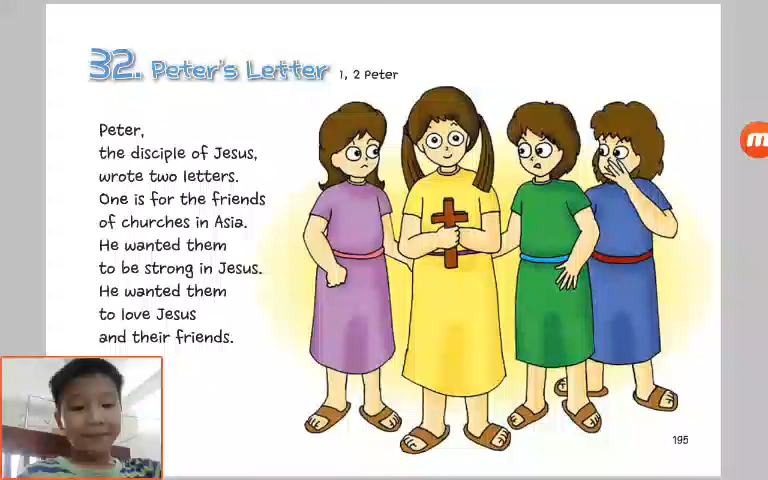 32. Peter's Letter 1, 2 Peter
Peter,
the disciple of Jesus,
wrote two letters.
One is for the friends
of churches in Asia.
He wanted them
to be strong in Jesus.
He wanted them
to love Jesus
and their friends.
195
m